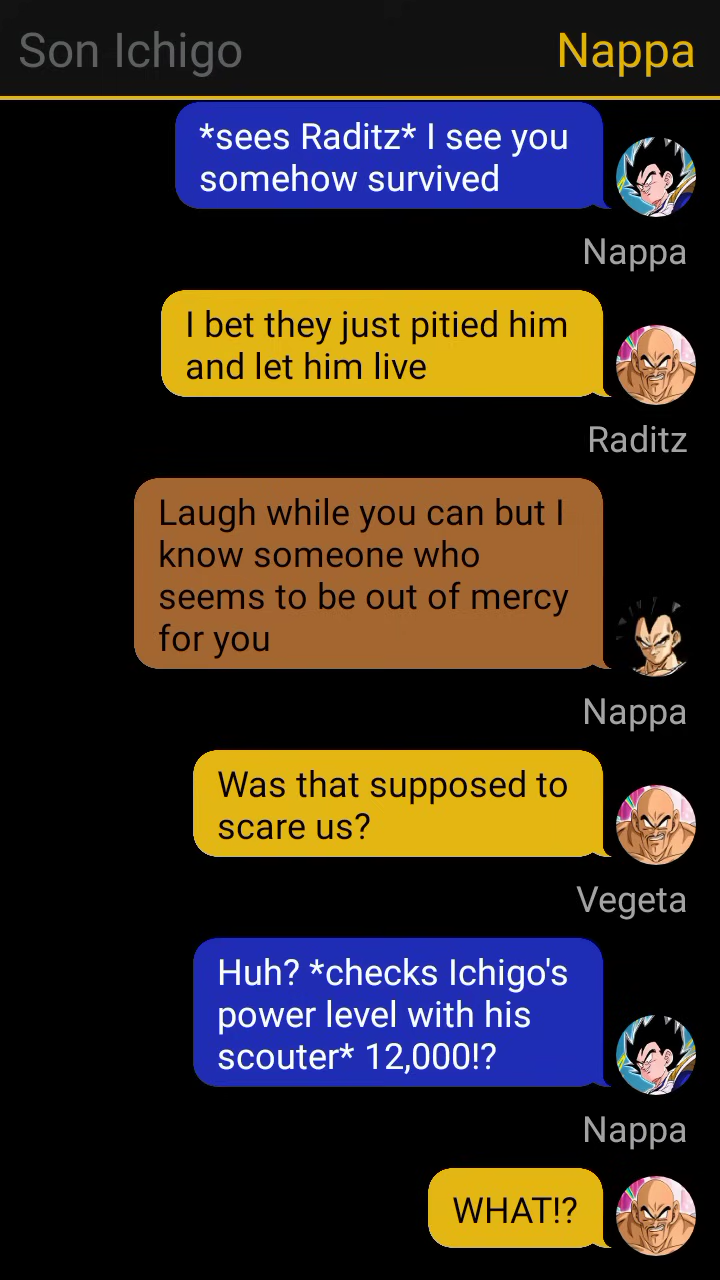 Son Ichigo
Nappa
*sees Raditz* I see you
somehow survived
Nappa
I bet they just pitied him
and let him live
Raditz
Laugh while you can but I
know someone who
seems to be out of mercy
for you
Nappa
Was that supposed to
scare us?
Vegeta
Huh? *checks Ichigo's
power level with his
scouter* 12,000!?
Nappa
WHAT!?